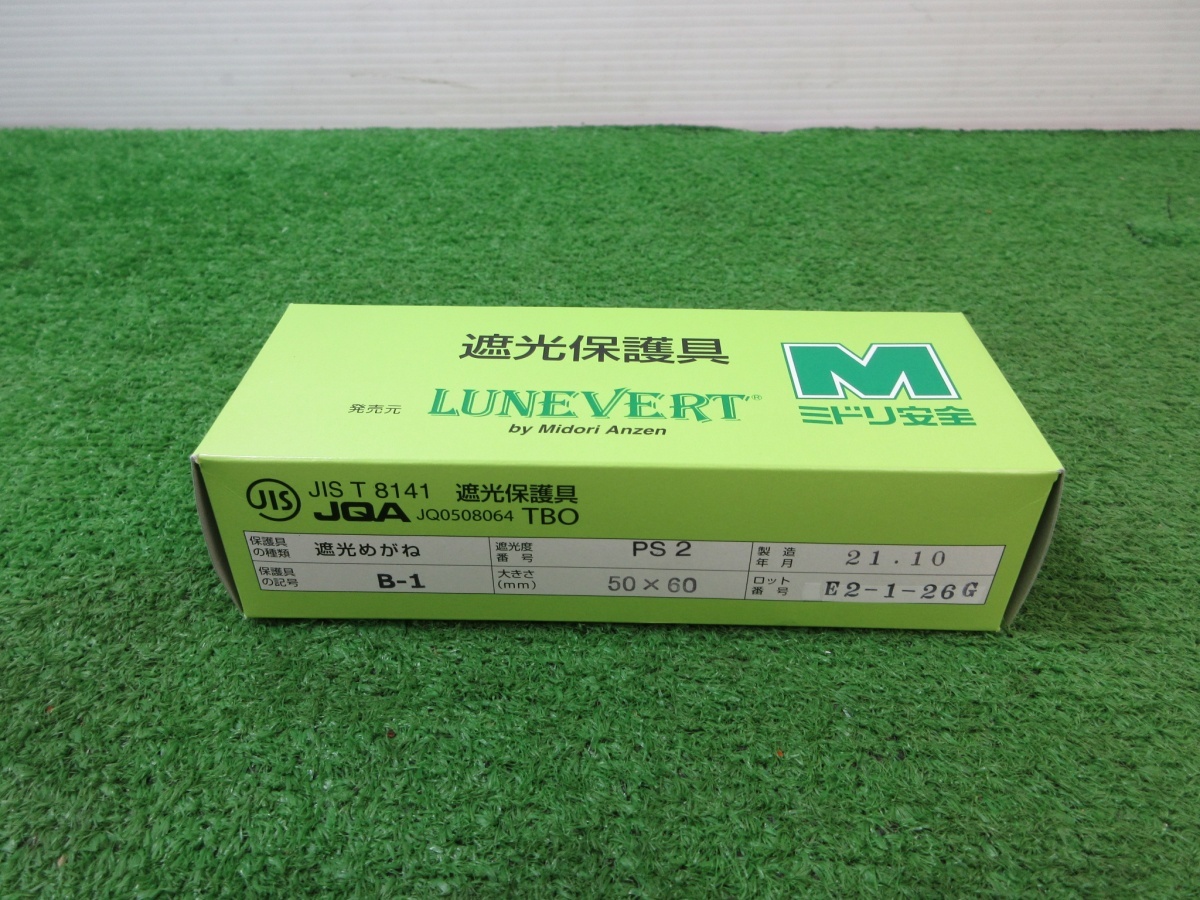 遮光保護具
M
発売元 LUNEVERT®
by Midori Anzen
ミドリ安全
JIS JIS T 8141 遮光保護具
JQA JQ0508064 TBO
保護具の種類 遮光めがね 遮光度番号 PS 2 製造年月 21.10
保護具の記号 B-1 大きさ(mm) 50×60 ロット番号 E2-1-26G